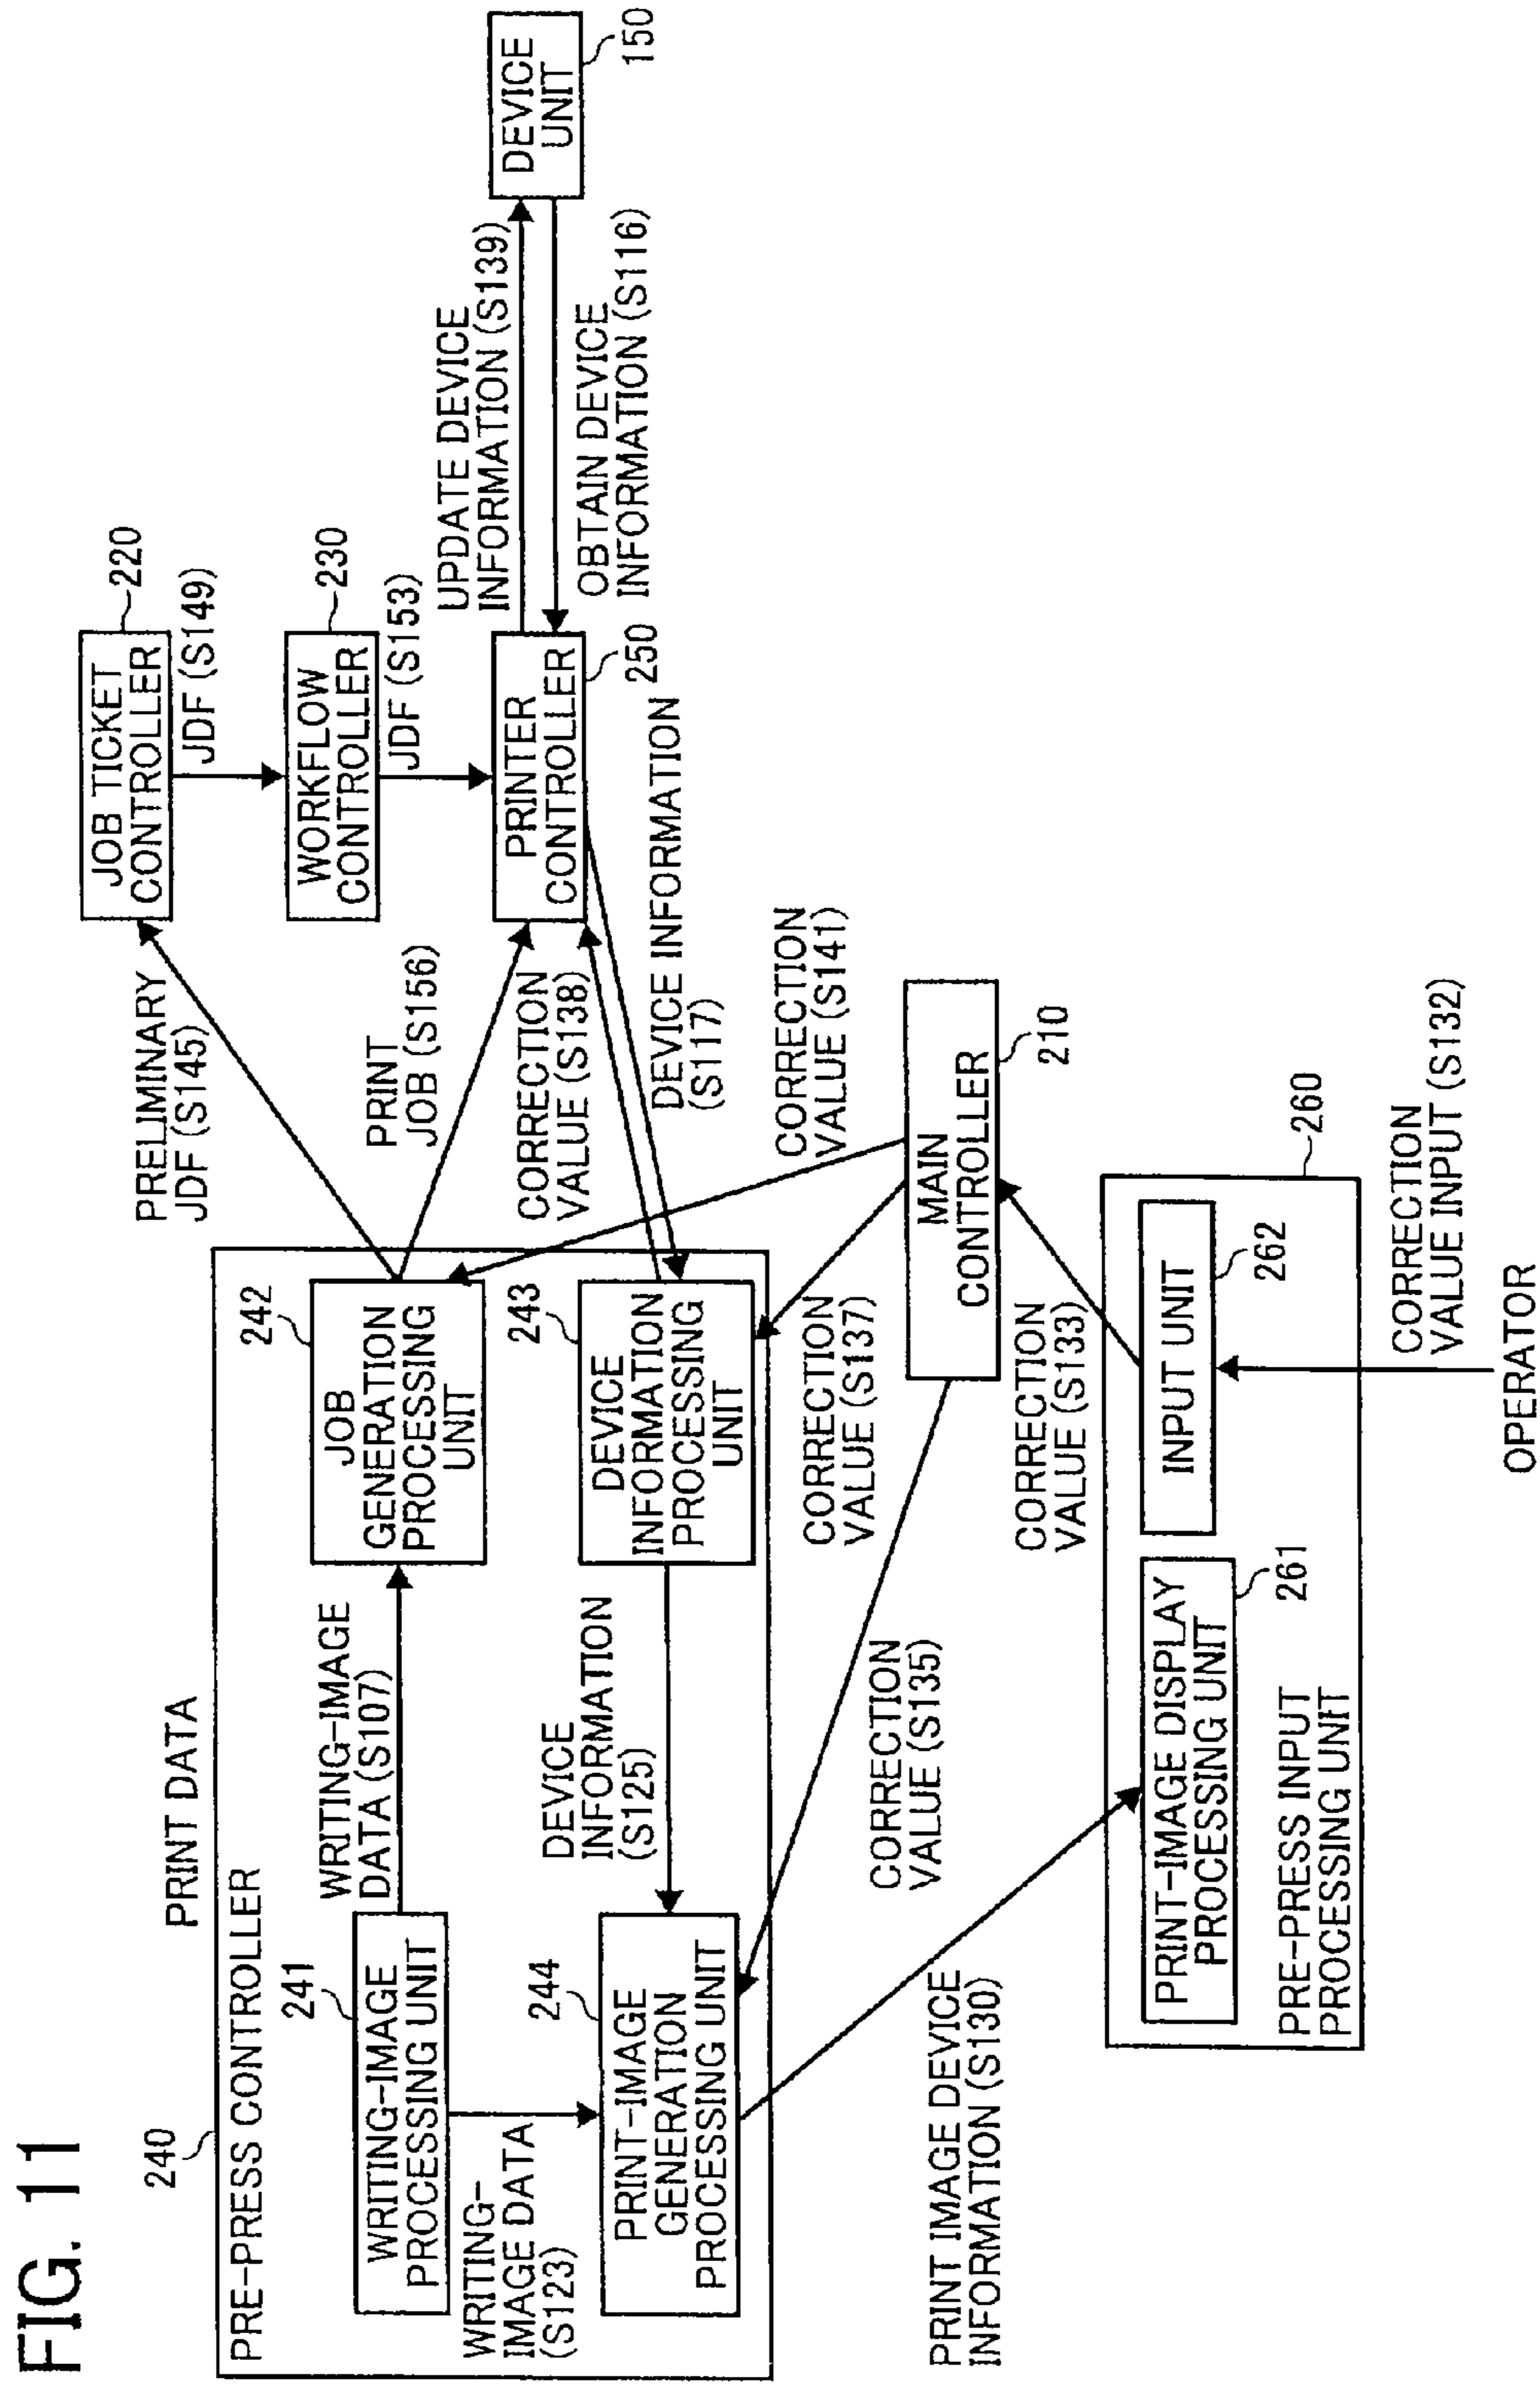 FIG. 11
PRINT DATA
240
PRE-PRESS CONTROLLER
241
WRITING-IMAGE
PROCESSING UNIT
WRITING-IMAGE
DATA (S107)
242
JOB
GENERATION
PROCESSING
UNIT
WRITING-
IMAGE DATA
(S123)
244
PRINT-IMAGE
GENERATION
PROCESSING UNIT
DEVICE
INFORMATION
(S125)
243
DEVICE
INFORMATION
PROCESSING
UNIT
PRELIMINARY
JDF (S145)
JOB TICKET
CONTROLLER
220
JDF (S149)
WORKFLOW
CONTROLLER
230
JDF (S153)
PRINT
JOB (S156)
PRINTER
CONTROLLER
250
UPDATE DEVICE
INFORMATION (S139)
OBTAIN DEVICE
INFORMATION (S116)
DEVICE
UNIT
150
CORRECTION
VALUE (S138)
DEVICE INFORMATION
(S117)
CORRECTION
VALUE (S141)
CORRECTION
VALUE (S137)
MAIN
CONTROLLER
210
CORRECTION
VALUE (S135)
CORRECTION
VALUE (S133)
PRINT IMAGE DEVICE
INFORMATION (S130)
PRINT-IMAGE DISPLAY
PROCESSING UNIT
261
INPUT UNIT
262
260
PRE-PRESS INPUT
PROCESSING UNIT
CORRECTION
VALUE INPUT (S132)
OPERATOR